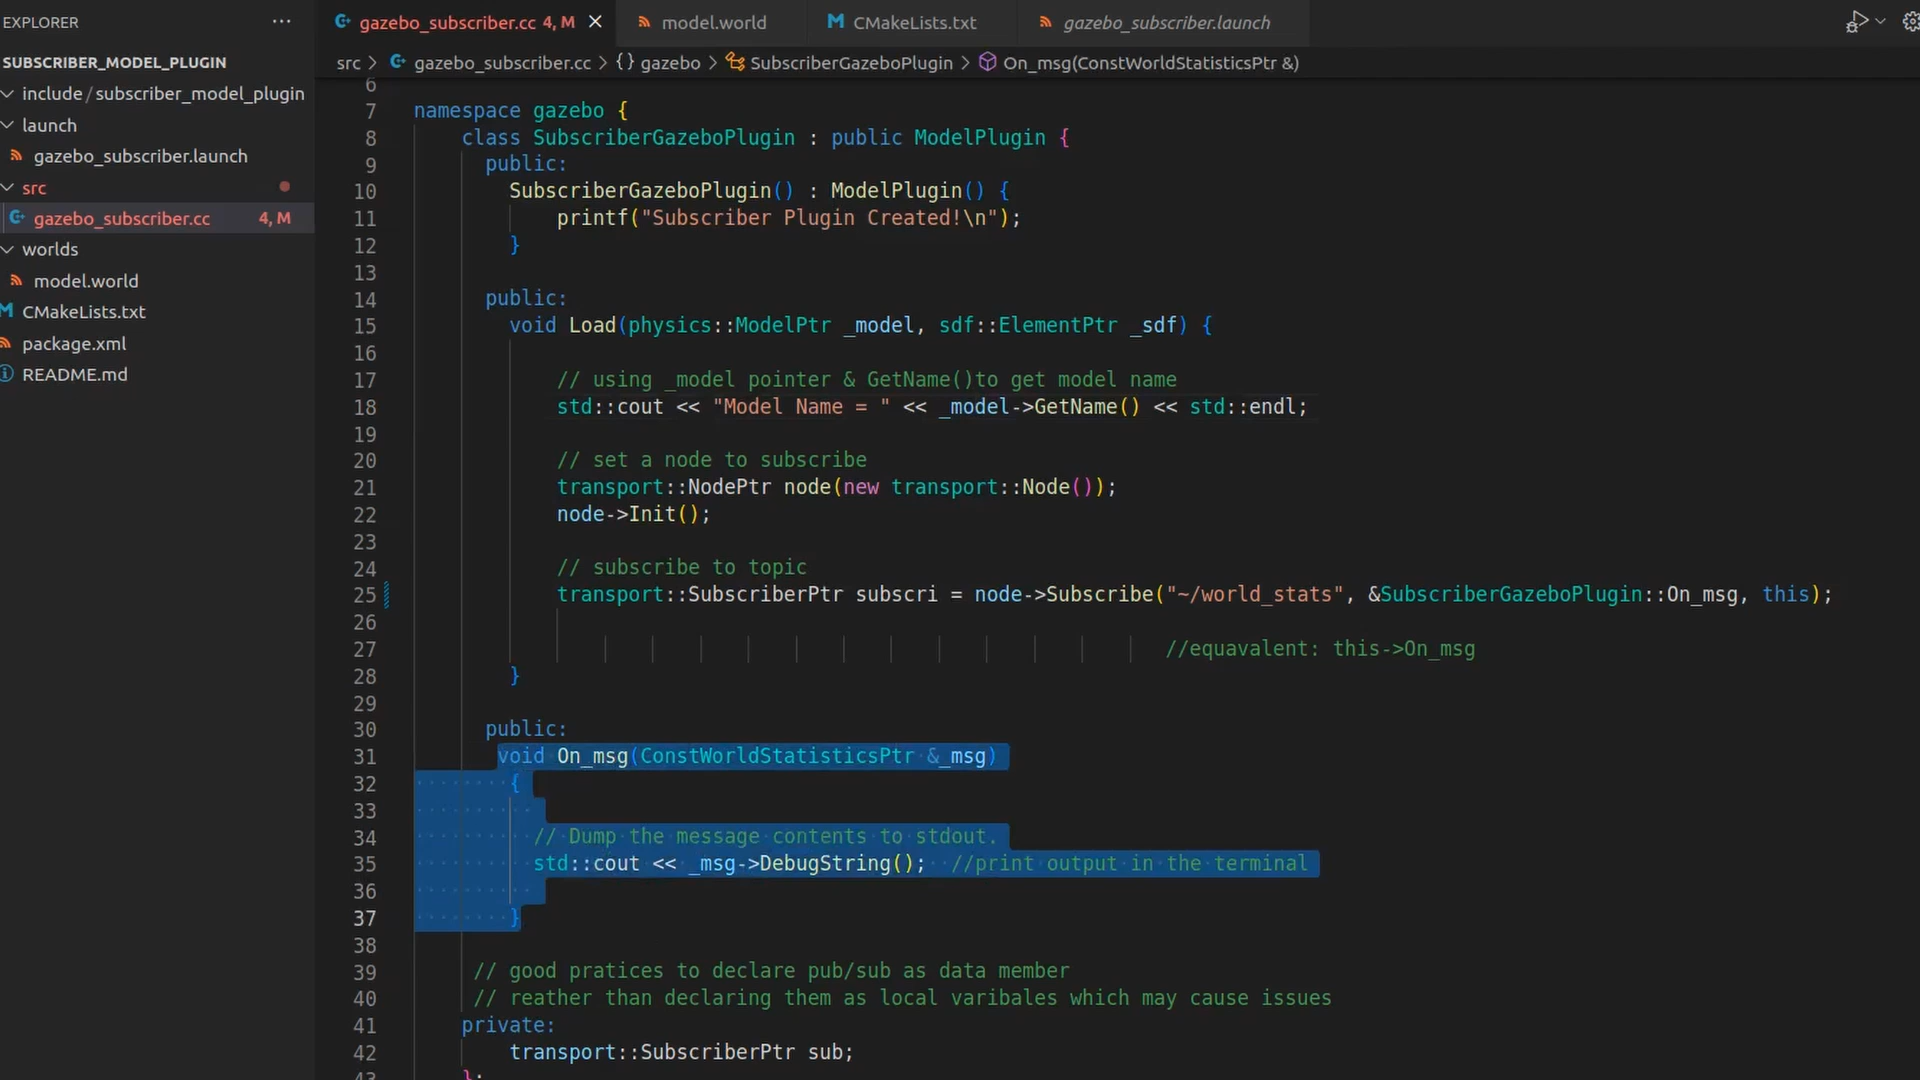 EXPLORER
SUBSCRIBER_MODEL_PLUGIN
include/subscriber_model_plugin
launch
gazebo_subscriber.launch
src
gazebo_subscriber.cc 4, M
worlds
model.world
CMakeLists.txt
package.xml
README.md
gazebo_subscriber.cc 4, M
model.world
CMakeLists.txt
gazebo_subscriber.launch
src > gazebo_subscriber.cc > {} gazebo > SubscriberGazeboPlugin > On_msg(ConstWorldStatisticsPtr &)
6
7 namespace gazebo {
8 class SubscriberGazeboPlugin : public ModelPlugin {
9 public:
10 SubscriberGazeboPlugin() : ModelPlugin() {
11 printf("Subscriber Plugin Created!\n");
12 }
13
14 public:
15 void Load(physics::ModelPtr _model, sdf::ElementPtr _sdf) {
16
17 // using _model pointer & GetName()to get model name
18 std::cout << "Model Name = " << _model->GetName() << std::endl;
19
20 // set a node to subscribe
21 transport::NodePtr node(new transport::Node());
22 node->Init();
23
24 // subscribe to topic
25 transport::SubscriberPtr subscri = node->Subscribe("~/world_stats", &SubscriberGazeboPlugin::On_msg, this);
26
27 //equavalent: this->On_msg
28 }
29
30 public:
31 void On_msg(ConstWorldStatisticsPtr &_msg)
32 {
33
34 // Dump the message contents to stdout.
35 std::cout << _msg->DebugString(); //print output in the terminal
36
37 }
38
39 // good pratices to declare pub/sub as data member
40 // reather than declaring them as local varibales which may cause issues
41 private:
42 transport::SubscriberPtr sub;
43 };